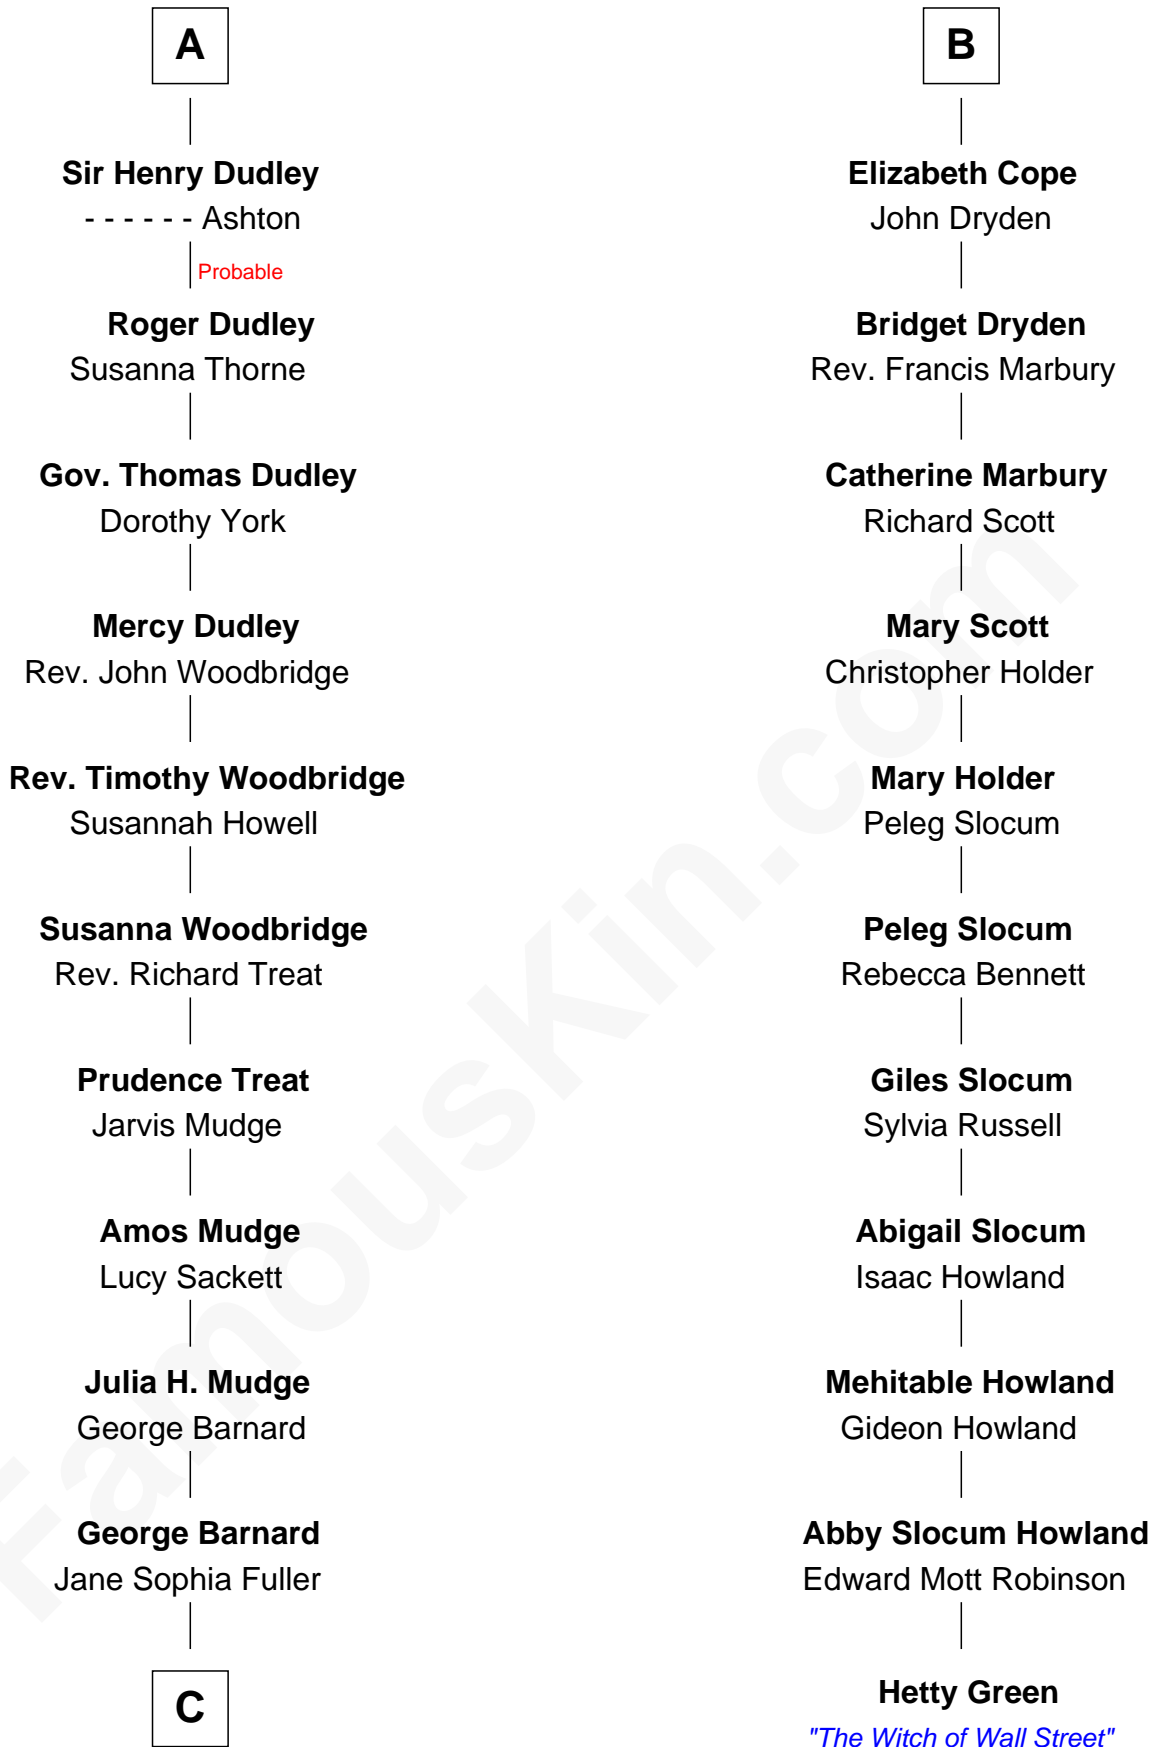 A
Sir Henry Dudley
- - - - - - Ashton
Probable
Roger Dudley
Susanna Thorne
Gov. Thomas Dudley
Dorothy York
Mercy Dudley
Rev. John Woodbridge
Rev. Timothy Woodbridge
Susannah Howell
Susanna Woodbridge
Rev. Richard Treat
Prudence Treat
Jarvis Mudge
Amos Mudge
Lucy Sackett
Julia H. Mudge
George Barnard
George Barnard
Jane Sophia Fuller
C
B
Elizabeth Cope
John Dryden
Bridget Dryden
Rev. Francis Marbury
Catherine Marbury
Richard Scott
Mary Scott
Christopher Holder
Mary Holder
Peleg Slocum
Peleg Slocum
Rebecca Bennett
Giles Slocum
Sylvia Russell
Abigail Slocum
Isaac Howland
Mehitable Howland
Gideon Howland
Abby Slocum Howland
Edward Mott Robinson
Hetty Green
"The Witch of Wall Street"
FamousKin.com